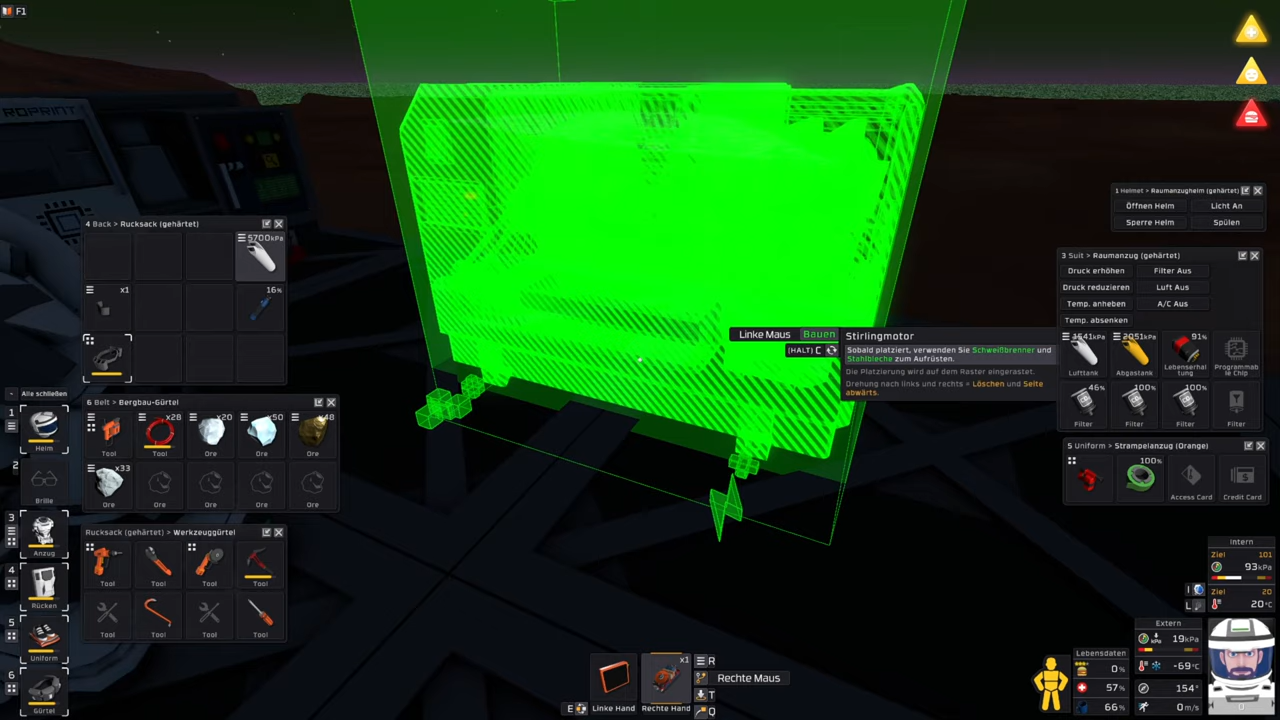 F1
ROPRINT
4 Back > Rucksack (gehärtet)
5700kPa
x1
16%
Alle schließen
1
Helm
2
Brille
3
Anzug
4
Rücken
5
Uniform
6
Gürtel
6 Belt > Bergbau-Gürtel
x28
x20
x50
x48
Tool
Tool
Ore
Ore
Ore
x33
Ore
Ore
Ore
Ore
Ore
Rucksack (gehärtet) > Werkzeuggürtel
Tool
Tool
Tool
Tool
Tool
Tool
Tool
Tool
Linke Maus
Bauen
(HALT) C
Stirlingmotor
Sobald platziert, verwenden Sie Schweißbrenner und
Stahlbleche zum Aufrüsten.
Die Platzierung wird auf dem Raster eingerastet.
Drehung nach links und rechts = Löschen und Seite
abwärts.
E
Linke Hand
x1
Rechte Hand
R
Rechte Maus
T
Q
1 Helmet > Raumanzughelm (gehärtet)
Öffnen Helm
Licht An
Sperre Helm
Spülen
3 Suit > Raumanzug (gehärtet)
Druck erhöhen
Filter Aus
Druck reduzieren
Luft Aus
Temp. anheben
A/C Aus
Temp. absenken
91%
Lufttank
Abgastank
Lebenserhal
tung
Programmab
le Chip
46%
100%
100%
Filter
Filter
Filter
Filter
5 Uniform > Strampelanzug (Orange)
100%
Access Card
Credit Card
Intern
Ziel 101
93kPa
Ziel 20
20°C
I
L
Extern
19kPa
-69°C
154°
0m/s
Lebensdaten
0%
57%
66%
0